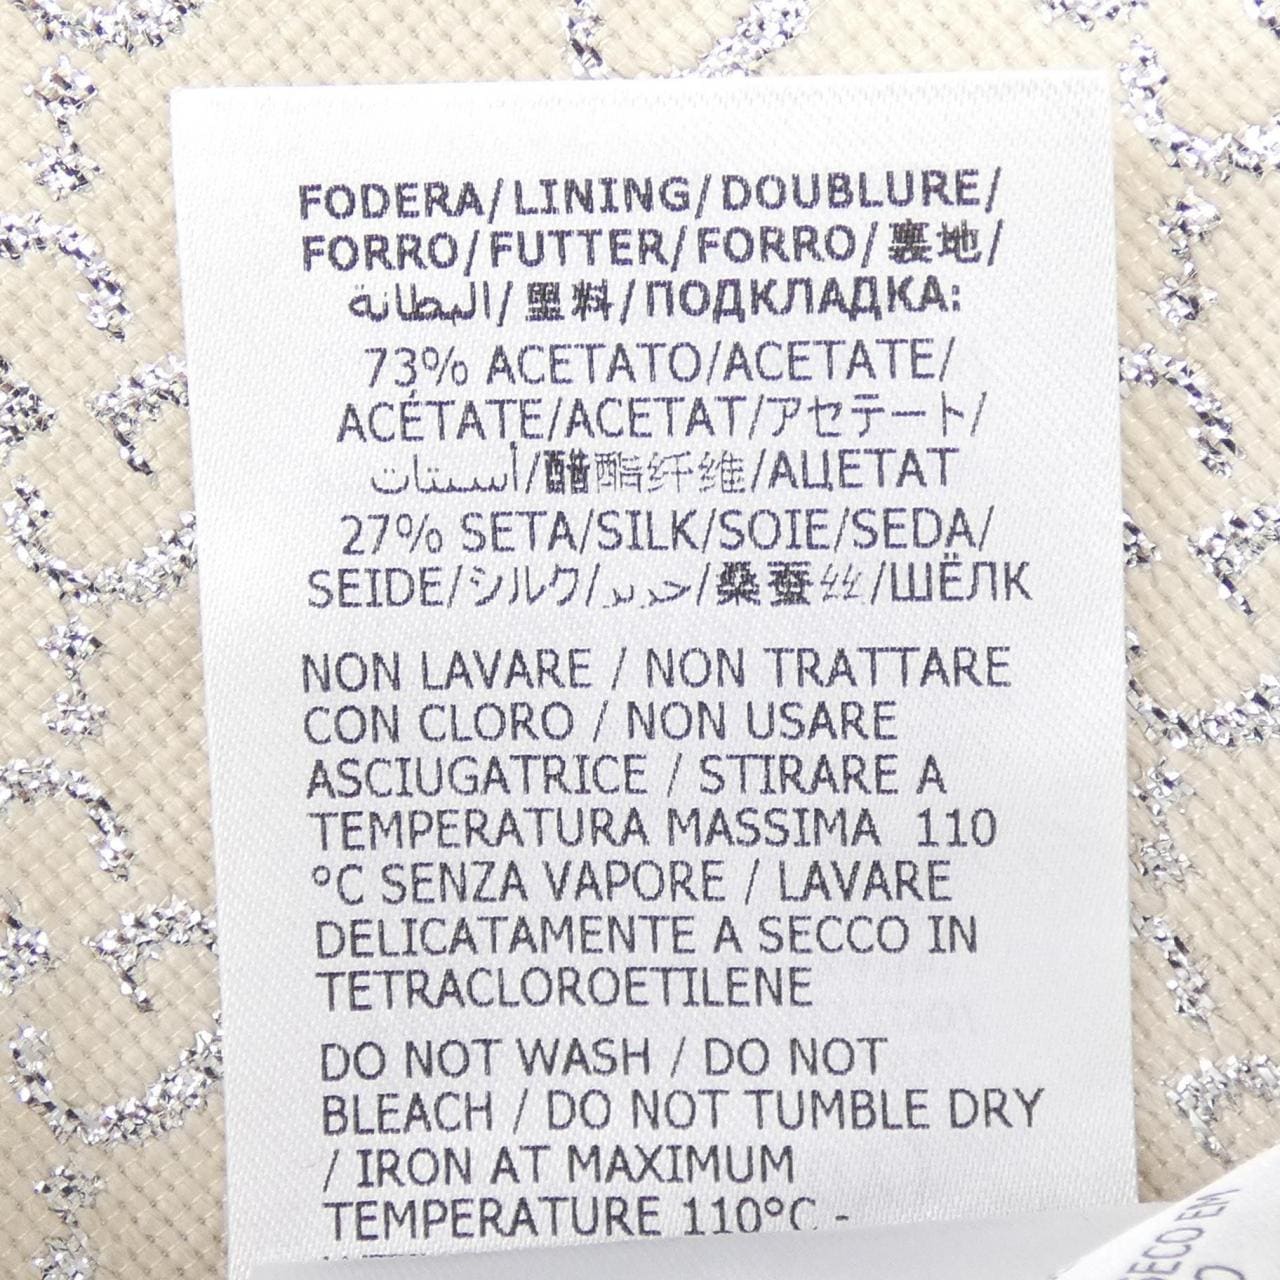 FODERA/LINING/DOUBLURE/
FORRO/FUTTER/FORRO/裏地/
البطانة/里料/ПОДКЛАДКА:
73% ACETATO/ACETATE/
ACÉTATE/ACETAT/アセテート/
أسيتات/醋酯纤维/АЦЕТАТ
27% SETA/SILK/SOIE/SEDA/
SEIDE/シルク/حرير/桑蚕丝/ШЁЛК
NON LAVARE / NON TRATTARE
CON CLORO / NON USARE
ASCIUGATRICE / STIRARE A
TEMPERATURA MASSIMA 110
°C SENZA VAPORE / LAVARE
DELICATAMENTE A SECCO IN
TETRACLOROETILENE
DO NOT WASH / DO NOT
BLEACH / DO NOT TUMBLE DRY
/ IRON AT MAXIMUM
TEMPERATURE 110°C -
ECO EM